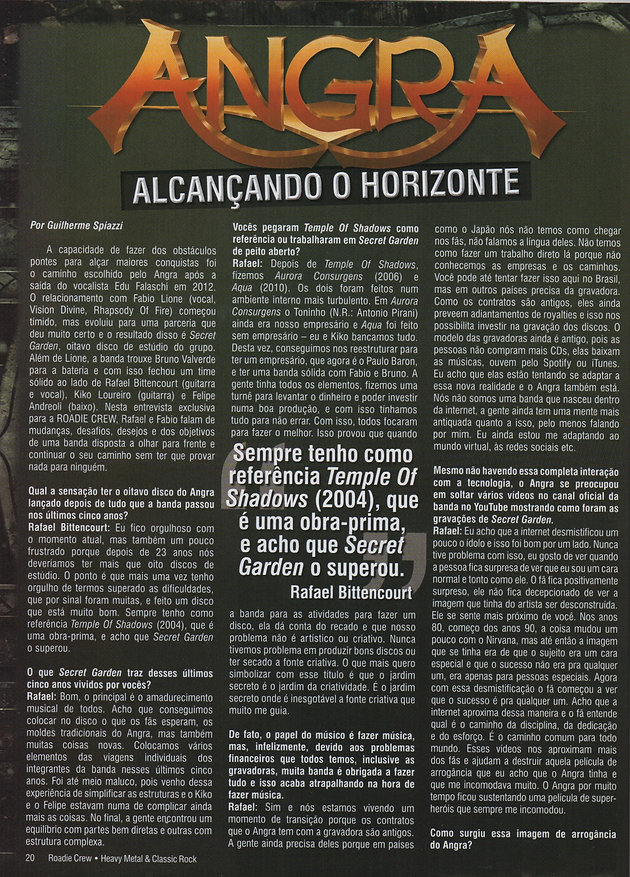 ANGRA
ALCANÇANDO O HORIZONTE
Por Guilherme Spiazzi
A capacidade de fazer dos obstáculos
pontes para alçar maiores conquistas foi
o caminho escolhido pelo Angra após a
saída do vocalista Edu Falaschi em 2012.
O relacionamento com Fabio Lione (vocal,
Vision Divine, Rhapsody Of Fire) começou
tímido, mas evoluiu para uma parceria que
deu muito certo e o resultado disso é Secret
Garden, oitavo disco de estúdio do grupo.
Além de Lione, a banda trouxe Bruno Valverde
para a bateria e com isso fechou um time
sólido ao lado de Rafael Bittencourt (guitarra
e vocal), Kiko Loureiro (guitarra) e Felipe
Andreoli (baixo). Nesta entrevista exclusiva
para a ROADIE CREW, Rafael e Fabio falam de
mudanças, desafios, desejos e dos objetivos
de uma banda disposta a olhar para frente e
continuar o seu caminho sem ter que provar
nada para ninguém.
Qual a sensação ter o oitavo disco do Angra
lançado depois de tudo que a banda passou
nos últimos cinco anos?
Rafael Bittencourt: Eu fico orgulhoso com
o momento atual, mas também um pouco
frustrado porque depois de 23 anos nós
deveríamos ter mais que oito discos de
estúdio. O ponto é que mais uma vez tenho
orgulho de termos superado as dificuldades,
que por sinal foram muitas, e feito um disco
que está muito bom. Sempre tenho como
referência Temple Of Shadows (2004), que é
uma obra-prima, e acho que Secret Garden
o superou.
O que Secret Garden traz desses últimos
cinco anos vividos por vocês?
Rafael: Bom, o principal é o amadurecimento
musical de todos. Acho que conseguimos
colocar no disco o que os fãs esperam, os
moldes tradicionais do Angra, mas também
muitas coisas novas. Colocamos vários
elementos das viagens individuais dos
integrantes da banda nesses últimos cinco
anos. Foi até meio maluco, pois venho dessa
experiência de simplificar as estruturas e o Kiko
e o Felipe estavam numa de complicar ainda
mais as coisas. No final, a gente encontrou um
equilíbrio com partes bem diretas e outras com
estrutura complexa.
Vocês pegaram Temple Of Shadows como
referência ou trabalharam em Secret Garden
de peito aberto?
Rafael: Depois de Temple Of Shadows,
fizemos Aurora Consurgens (2006) e
Aqua (2010). Os dois foram feitos num
ambiente interno mais turbulento. Em Aurora
Consurgens o Toninho (N.R.: Antonio Pirani)
ainda era nosso empresário e Aqua foi feito
sem empresário – eu e Kiko bancamos tudo.
Desta vez, conseguimos nos reestruturar para
ter um empresário, que agora é o Paulo Baron,
e ter uma banda sólida com Fabio e Bruno. A
gente tinha todos os elementos, fizemos uma
turnê para levantar o dinheiro e poder investir
numa boa produção, e com isso tínhamos
tudo para não errar. Com isso, todos focaram
para fazer o melhor. Isso provou que quando
Sempre tenho como
referência Temple Of
Shadows (2004), que
é uma obra-prima,
e acho que Secret
Garden o superou.
Rafael Bittencourt
a banda para as atividades para fazer um
disco, ela dá conta do recado e que nosso
problema não é artístico ou criativo. Nunca
tivemos problema em produzir bons discos ou
ter secado a fonte criativa. O que mais quero
simbolizar com esse título é que o jardim
secreto é o jardim da criatividade. É o jardim
secreto onde é inesgotável a fonte criativa que
muito me guia.
De fato, o papel do músico é fazer música,
mas, infelizmente, devido aos problemas
financeiros que todos temos, inclusive as
gravadoras, muita banda é obrigada a fazer
tudo e isso acaba atrapalhando na hora de
fazer música.
Rafael: Sim e nós estamos vivendo um
momento de transição porque os contratos
que o Angra tem com a gravadora são antigos.
A gente ainda precisa deles porque em países
como o Japão nós não temos como chegar
nos fãs, não falamos a língua deles. Não temos
como fazer um trabalho direto lá porque não
conhecemos as empresas e os caminhos.
Você pode até tentar fazer isso aqui no Brasil,
mas em outros países precisa da gravadora.
Como os contratos são antigos, eles ainda
preveem adiantamentos de royalties e isso nos
possibilita investir na gravação dos discos. O
modelo das gravadoras ainda é antigo, pois as
pessoas não compram mais CDs, elas baixam
as músicas, ouvem pelo Spotify ou iTunes.
Eu acho que elas estão tentando se adaptar a
essa nova realidade e o Angra também está.
Nós não somos uma banda que nasceu dentro
da internet, a gente ainda tem uma mente mais
antiquada quanto a isso, pelo menos falando
por mim. Eu ainda estou me adaptando ao
mundo virtual, às redes sociais etc.
Mesmo não havendo essa completa interação
com a tecnologia, o Angra se preocupou
em soltar vários vídeos no canal oficial da
banda no YouTube mostrando como foram as
gravações de Secret Garden.
Rafael: Eu acho que a internet desmistificou um
pouco o ídolo e isso foi bom por um lado. Nunca
tive problema com isso, eu gosto de ver quando
a pessoa fica surpresa de ver que eu sou um cara
normal e tonto como ele. O fã fica positivamente
surpreso, ele não fica decepcionado de ver a
imagem que tinha do artista ser desconstruída.
Ele se sente mais próximo de você. Nos anos
80, começo dos anos 90, a coisa mudou um
pouco com o Nirvana, mas até então a imagem
que se tinha era de que o sujeito era um cara
especial e que o sucesso não era pra qualquer
um, era apenas para pessoas especiais. Agora
com essa desmistificação o fã começou a ver
que o sucesso é pra qualquer um. Acho que a
internet aproxima dessa maneira e o fã entende
qual é o caminho da disciplina, da dedicação
e do esforço. É o caminho comum para todo
mundo. Esses vídeos nos aproximam mais
dos fãs e ajudam a destruir aquela película de
arrogância que eu acho que o Angra tinha e
que me incomodava muito. O Angra por muito
tempo ficou sustentando uma película de super-
heróis que sempre me incomodou.
Como surgiu essa imagem de arrogância
do Angra?
20 Roadie Crew • Heavy Metal & Classic Rock